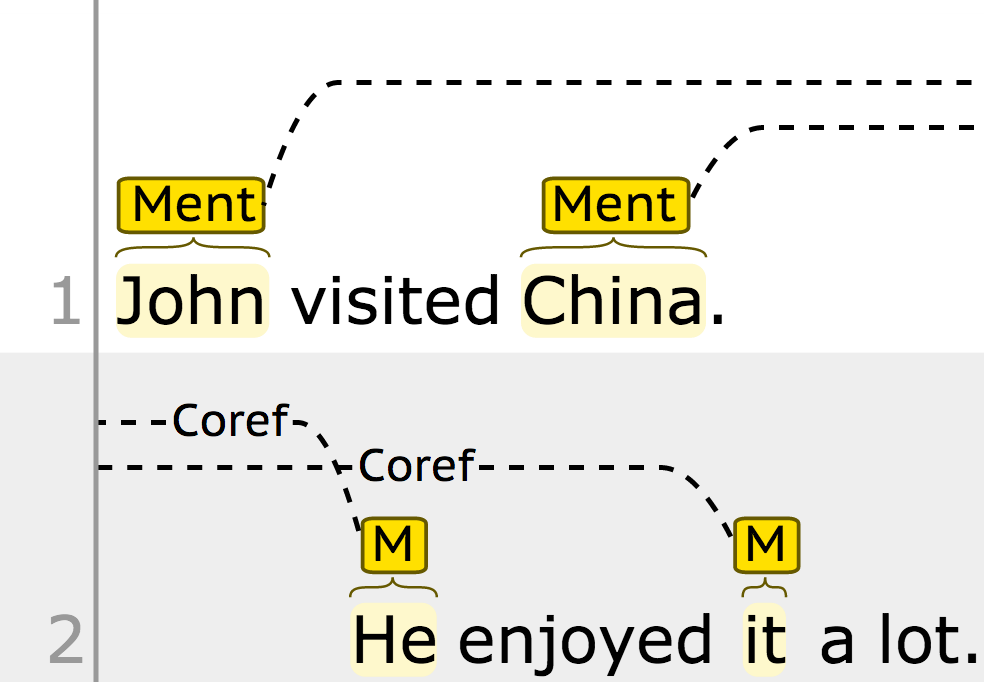 Ment Ment
1 John visited China.
Coref
Coref
M M
2 He enjoyed it a lot.